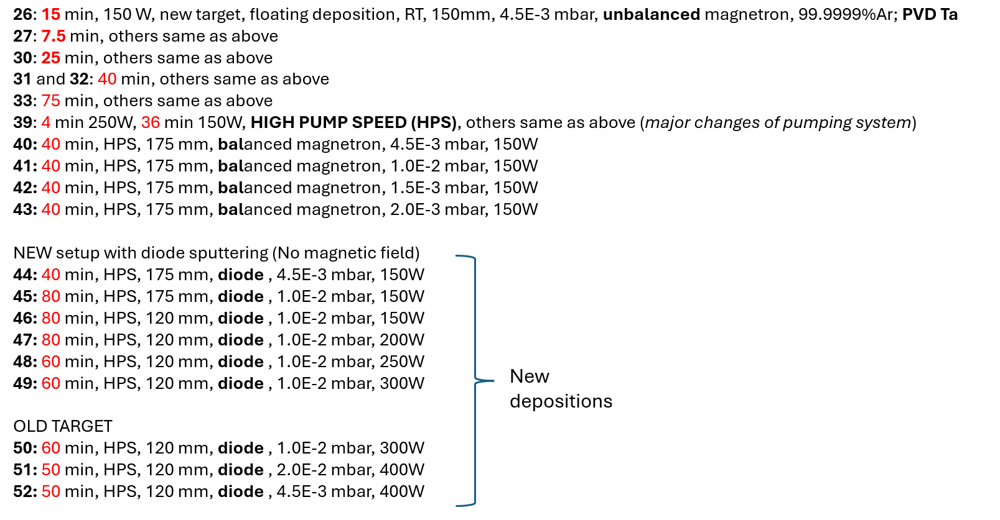 26: 15 min, 150 W, new target, floating deposition, RT, 150mm, 4.5E-3 mbar, unbalanced magnetron, 99.9999%Ar; PVD Ta
27: 7.5 min, others same as above
30: 25 min, others same as above
31 and 32: 40 min, others same as above
33: 75 min, others same as above
39: 4 min 250W, 36 min 150W, HIGH PUMP SPEED (HPS), others same as above (major changes of pumping system)
40: 40 min, HPS, 175 mm, balanced magnetron, 4.5E-3 mbar, 150W
41: 40 min, HPS, 175 mm, balanced magnetron, 1.0E-2 mbar, 150W
42: 40 min, HPS, 175 mm, balanced magnetron, 1.5E-3 mbar, 150W
43: 40 min, HPS, 175 mm, balanced magnetron, 2.0E-3 mbar, 150W
NEW setup with diode sputtering (No magnetic field)
44: 40 min, HPS, 175 mm, diode , 4.5E-3 mbar, 150W
45: 80 min, HPS, 175 mm, diode , 1.0E-2 mbar, 150W
46: 80 min, HPS, 120 mm, diode , 1.0E-2 mbar, 150W
47: 80 min, HPS, 120 mm, diode , 1.0E-2 mbar, 200W
48: 60 min, HPS, 120 mm, diode , 1.0E-2 mbar, 250W
49: 60 min, HPS, 120 mm, diode , 1.0E-2 mbar, 300W
OLD TARGET
50: 60 min, HPS, 120 mm, diode , 1.0E-2 mbar, 300W
51: 50 min, HPS, 120 mm, diode , 2.0E-2 mbar, 400W
52: 50 min, HPS, 120 mm, diode , 4.5E-3 mbar, 400W
New
depositions